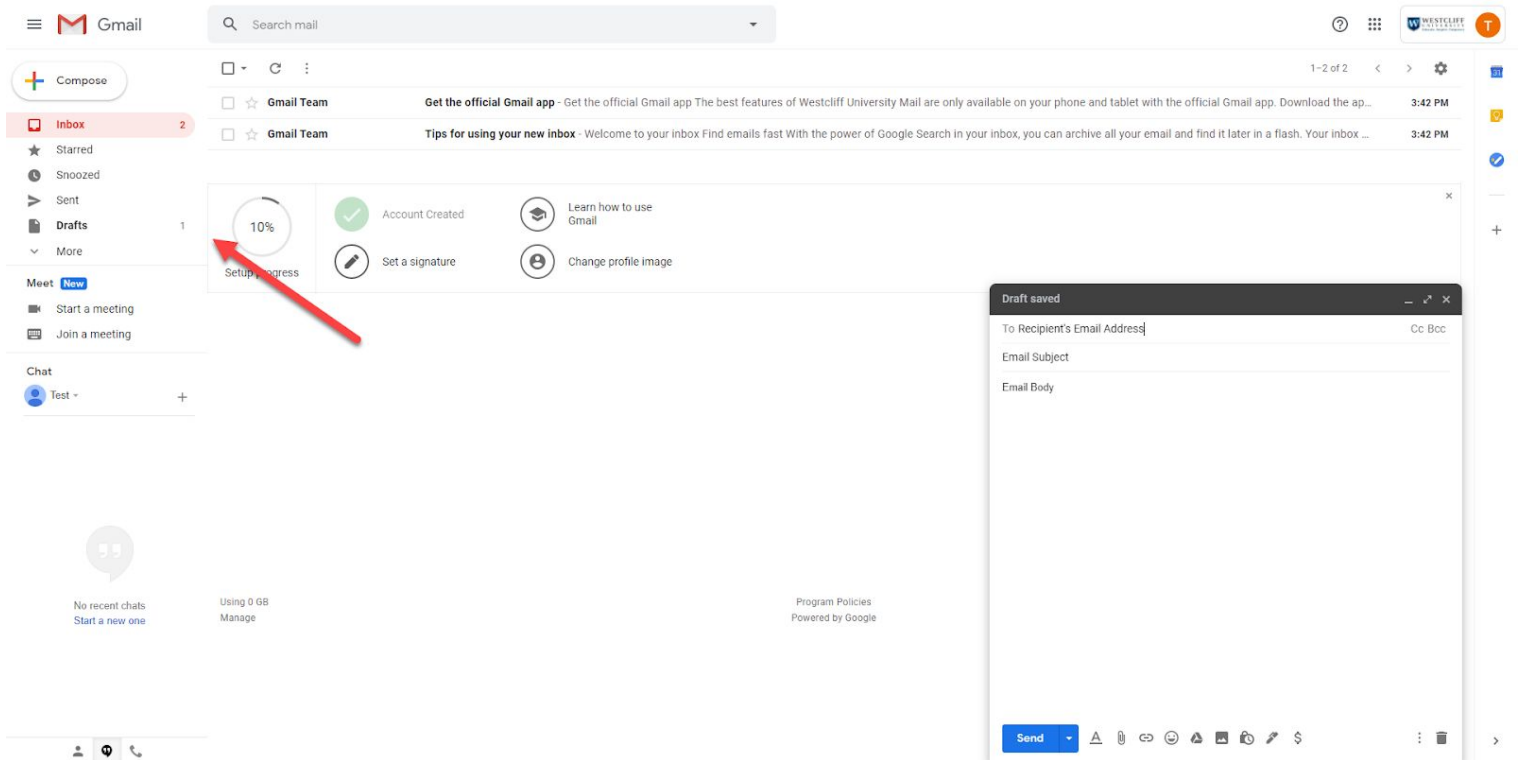 Gmail
Search mail
WESTCLIFF
UNIVERSITY
T
Compose
1–2 of 2
31
Gmail Team Get the official Gmail app - Get the official Gmail app The best features of Westcliff University Mail are only available on your phone and tablet with the official Gmail app. Download the ap... 3:42 PM
Gmail Team Tips for using your new inbox - Welcome to your inbox Find emails fast With the power of Google Search in your inbox, you can archive all your email and find it later in a flash. Your inbox ... 3:42 PM
Inbox 2
Starred
Snoozed
Sent
Drafts 1
More
Meet New
Start a meeting
Join a meeting
Chat
Test
No recent chats
Start a new one
10%
Setup progress
Account Created
Set a signature
Learn how to use
Gmail
Change profile image
Using 0 GB
Manage
Program Policies
Powered by Google
Draft saved
To Recipient's Email Address Cc Bcc
Email Subject
Email Body
Send